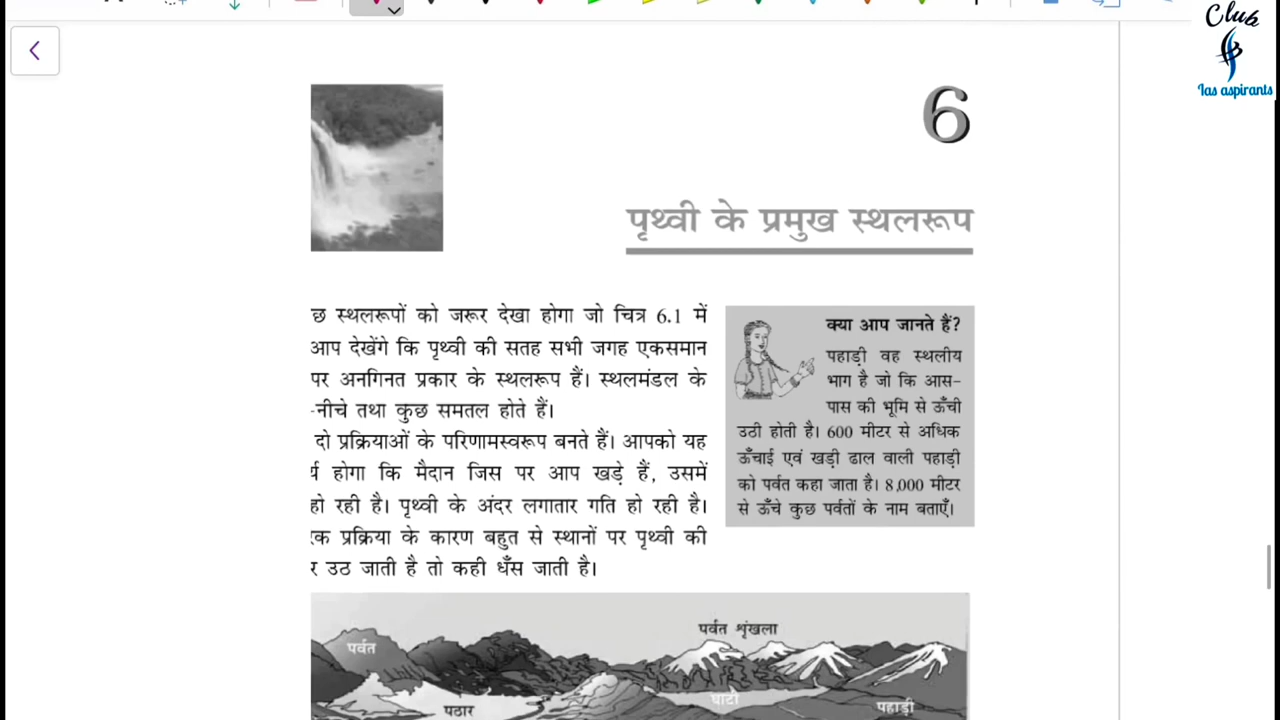 Club
Ias aspirants
6
पृथ्वी के प्रमुख स्थलरूप
छ स्थलरूपों को जरूर देखा होगा जो चित्र 6.1 में
आप देखेंगे कि पृथ्वी की सतह सभी जगह एकसमान
पर अनगिनत प्रकार के स्थलरूप हैं। स्थलमंडल के
-नीचे तथा कुछ समतल होते हैं।
दो प्रक्रियाओं के परिणामस्वरूप बनते हैं। आपको यह
र्य होगा कि मैदान जिस पर आप खड़े हैं, उसमें
हो रही है। पृथ्वी के अंदर लगातार गति हो रही है।
रक प्रक्रिया के कारण बहुत से स्थानों पर पृथ्वी की
र उठ जाती है तो कही धँस जाती है।
क्या आप जानते हैं?
पहाड़ी वह स्थलीय
भाग है जो कि आस-
पास की भूमि से ऊँची
उठी होती है। 600 मीटर से अधिक
ऊँचाई एवं खड़ी ढाल वाली पहाड़ी
को पर्वत कहा जाता है। 8,000 मीटर
से ऊँचे कुछ पर्वतों के नाम बताएँ।
पर्वत शृंखला
पर्वत
घाटी
पठार
पहाड़ी